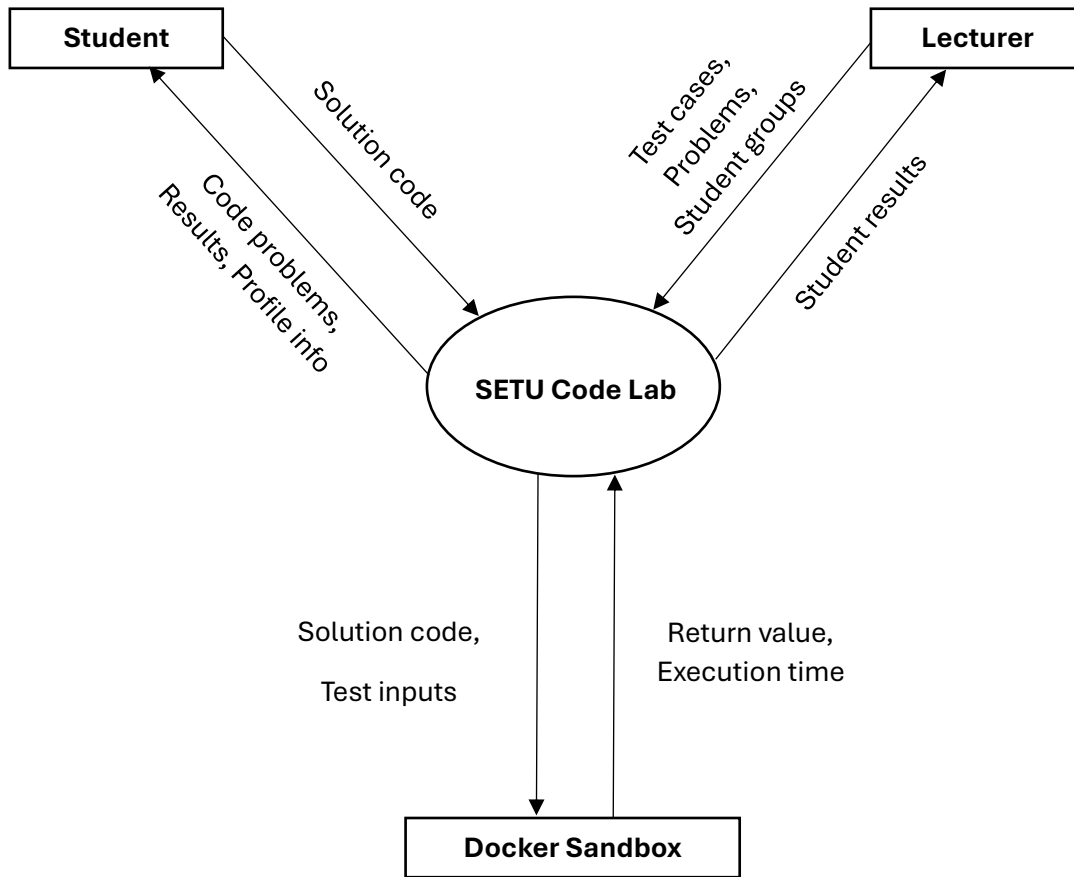 Student
Lecturer
Solution code
Code problems,
Results, Profile info
Test cases,
Problems,
Student groups
Student results
SETU Code Lab
Solution code,
Test inputs
Return value,
Execution time
Docker Sandbox